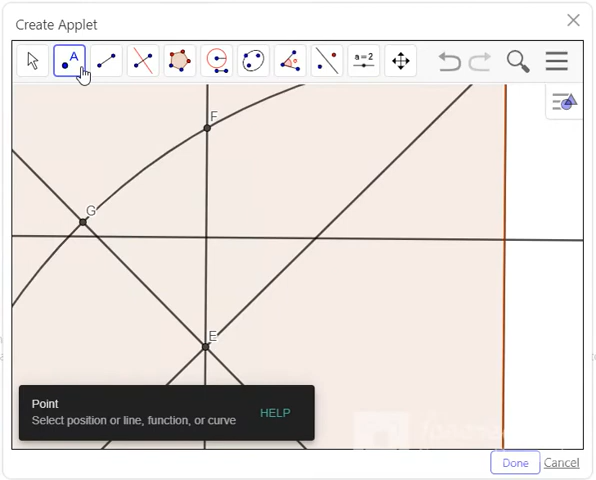 Create Applet
A
a=2
F
G
E
Point
Select position or line, function, or curve
HELP
Done
Cancel